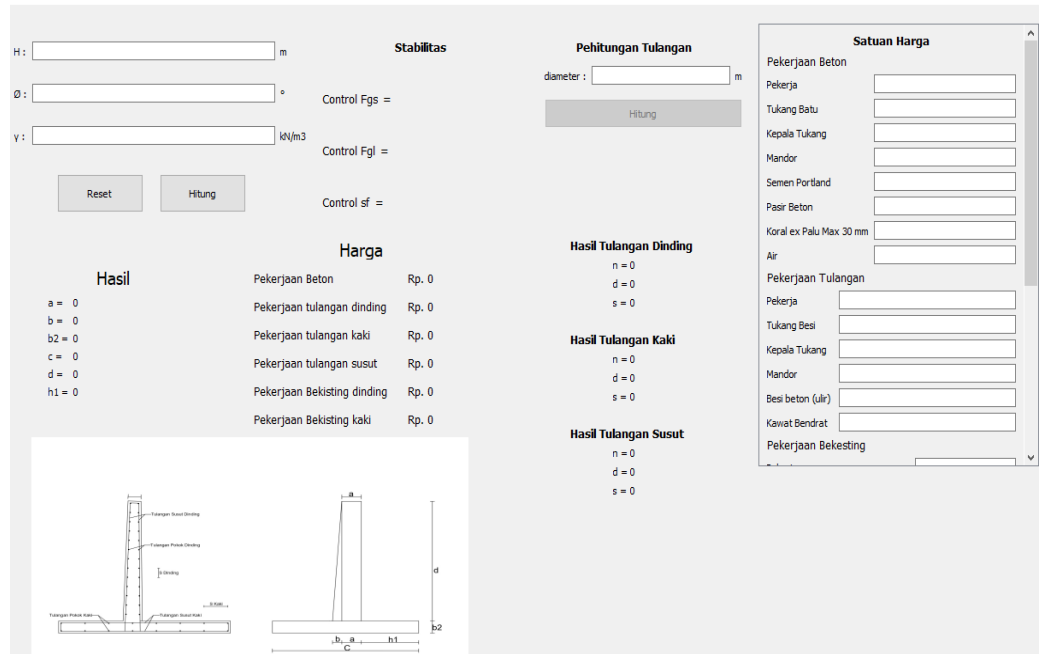 H :
m
Ø :
°
γ :
kN/m3
Reset
Hitung
Stabilitas
Control Fgs =
Control Fgl =
Control sf =
Pehitungan Tulangan
diameter :
m
Hitung
Satuan Harga
Pekerjaan Beton
Pekerja
Tukang Batu
Kepala Tukang
Mandor
Semen Portland
Pasir Beton
Koral ex Palu Max 30 mm
Air
Pekerjaan Tulangan
Pekerja
Tukang Besi
Kepala Tukang
Mandor
Besi beton (ulir)
Kawat Bendrat
Pekerjaan Bekesting
Hasil
a = 0
b = 0
b2 = 0
c = 0
d = 0
h1 = 0
Harga
Pekerjaan Beton Rp. 0
Pekerjaan tulangan dinding Rp. 0
Pekerjaan tulangan kaki Rp. 0
Pekerjaan tulangan susut Rp. 0
Pekerjaan Bekisting dinding Rp. 0
Pekerjaan Bekisting kaki Rp. 0
Hasil Tulangan Dinding
n = 0
d = 0
s = 0
Hasil Tulangan Kaki
n = 0
d = 0
s = 0
Hasil Tulangan Susut
n = 0
d = 0
s = 0
Tulangan Susut Dinding
Tulangan Pokok Dinding
S Dinding
S Kaki
Tulangan Pokok Kaki
Tulangan Susut Kaki
a
d
b2
b a h1
C